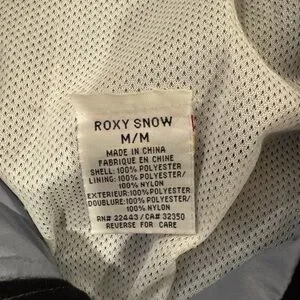 ROXY SNOW
M/M
MADE IN CHINA
FABRIQUE EN CHINE
SHELL: 100% POLYESTER
LINING: 100% POLYESTER/
100% NYLON
EXTERIEUR:100% POLYESTER
DOUBLURE: 100% POLYESTER/
100% NYLON
RN# 22443/CA# 32350
REVERSE FOR CARE